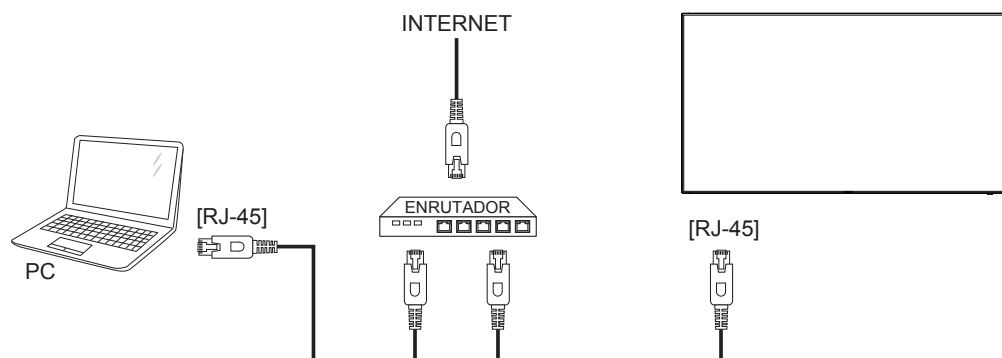 INTERNET
ENRUTADOR
[RJ-45]
[RJ-45]
PC